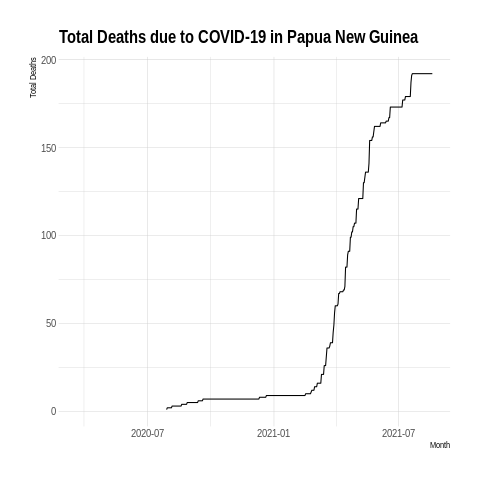 Total Deaths due to COVID-19 in Papua New Guinea
Total Deaths
200
150
100
50
0
2020-07
2021-01
2021-07
Month